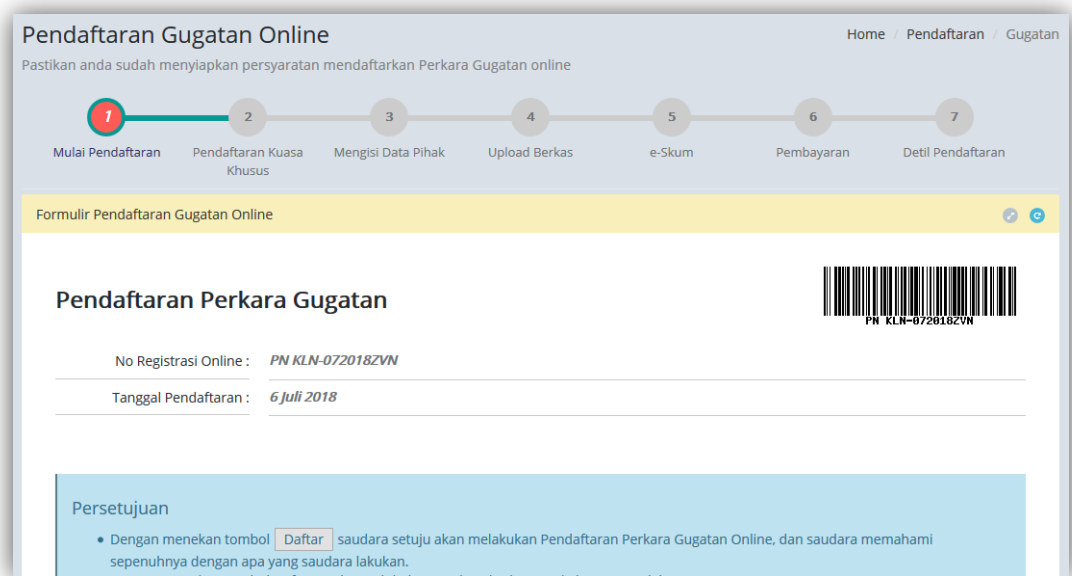 Pendaftaran Gugatan Online
Home / Pendaftaran / Gugatan
Pastikan anda sudah menyiapkan persyaratan mendaftarkan Perkara Gugatan online
1 2 3 4 5 6 7
Mulai Pendaftaran
Pendaftaran Kuasa
Khusus
Mengisi Data Pihak
Upload Berkas
e-Skum
Pembayaran
Detil Pendaftaran
Formulir Pendaftaran Gugatan Online
Pendaftaran Perkara Gugatan
PN KLN-072018ZVN
No Registrasi Online : PN KLN-072018ZVN
Tanggal Pendaftaran : 6 Juli 2018
Persetujuan
• Dengan menekan tombol Daftar saudara setuju akan melakukan Pendaftaran Perkara Gugatan Online, dan saudara memahami
sepenuhnya dengan apa yang saudara lakukan.